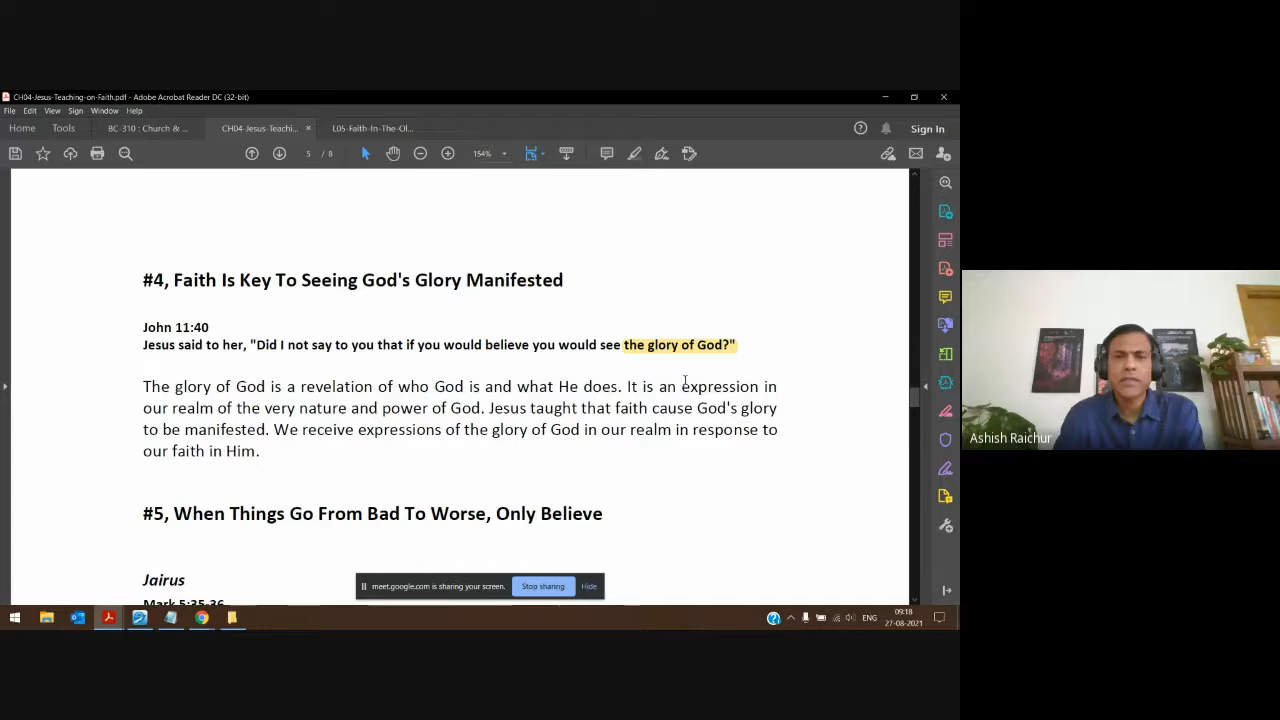 CH04-Jesus-Teaching-on-Faith.pdf - Adobe Acrobat Reader DC (32-bit)
File Edit View Sign Window Help
Home Tools BC-310 : Church & ... CH04-Jesus-Teachi... × L05-Faith-In-The Ol... Sign In
5 / 8 154%
#4, Faith Is Key To Seeing God's Glory Manifested
John 11:40
Jesus said to her, "Did I not say to you that if you would believe you would see the glory of God?"
The glory of God is a revelation of who God is and what He does. It is an expression in
our realm of the very nature and power of God. Jesus taught that faith cause God's glory
to be manifested. We receive expressions of the glory of God in our realm in response to
our faith in Him.
#5, When Things Go From Bad To Worse, Only Believe
Jairus
Mark 5:35-36
meet.google.com is sharing your screen. Stop sharing Hide
Ashish Raichur
ENG
09:18
27-08-2021